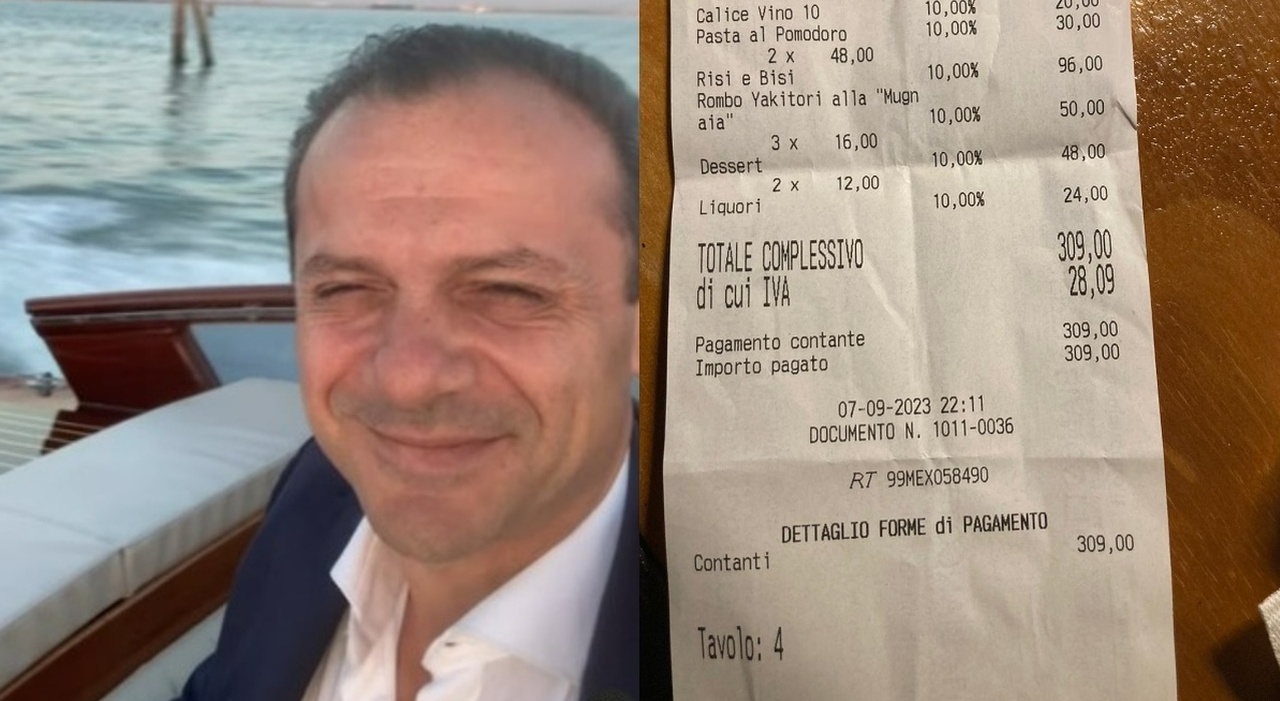 Calice Vino 10 10,00% 20,00
Pasta al Pomodoro 10,00% 30,00
2 x 48,00
Risi e Bisi 10,00% 96,00
Rombo Yakitori alla "Mugn
aia" 10,00% 50,00
3 x 16,00
Dessert 10,00% 48,00
2 x 12,00
Liquori 10,00% 24,00
TOTALE COMPLESSIVO 309,00
di cui IVA 28,09
Pagamento contante 309,00
Importo pagato 309,00
07-09-2023 22:11
DOCUMENTO N. 1011-0036
RT 99MEX058490
DETTAGLIO FORME di PAGAMENTO
Contanti 309,00
Tavolo: 4